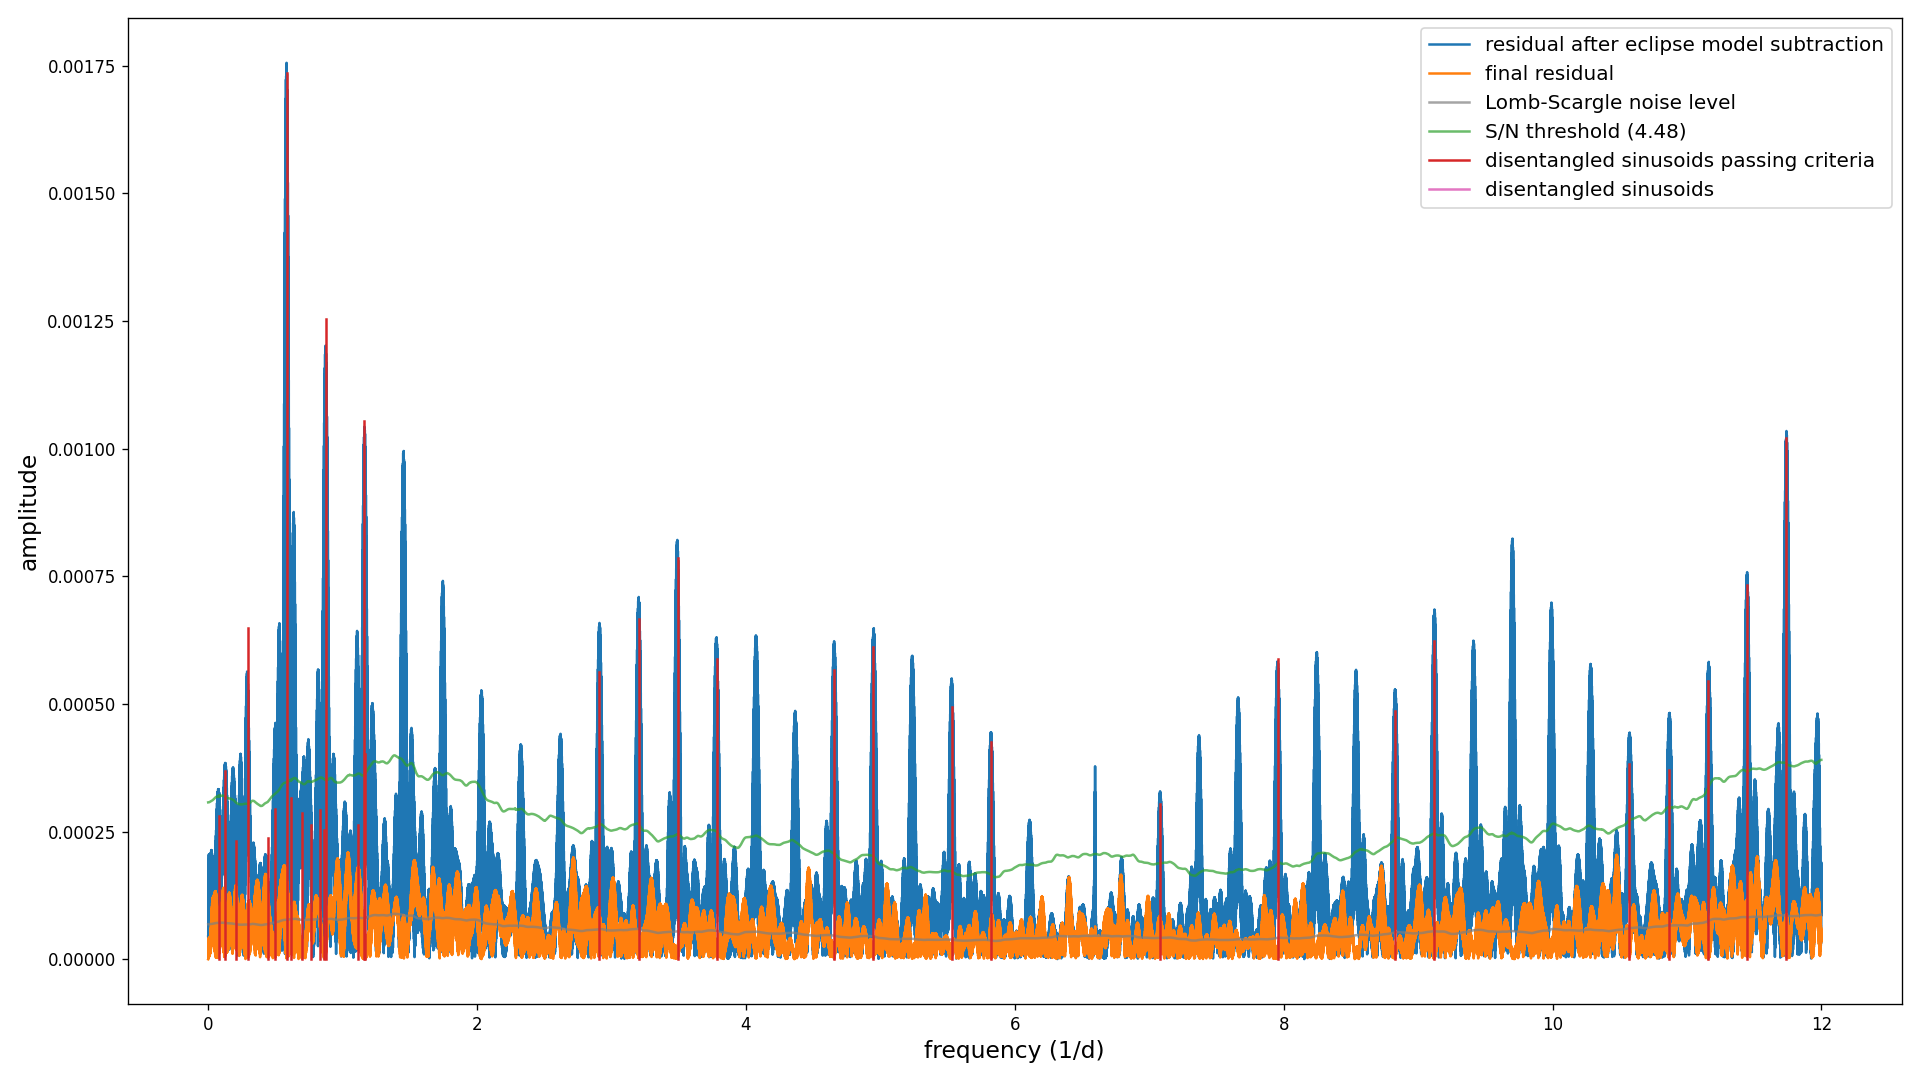 residual after eclipse model subtraction
final residual
Lomb-Scargle noise level
S/N threshold (4.48)
disentangled sinusoids passing criteria
disentangled sinusoids
0.00175
0.00150
0.00125
0.00100
0.00075
0.00050
0.00025
0.00000
amplitude
0 2 4 6 8 10 12
frequency (1/d)